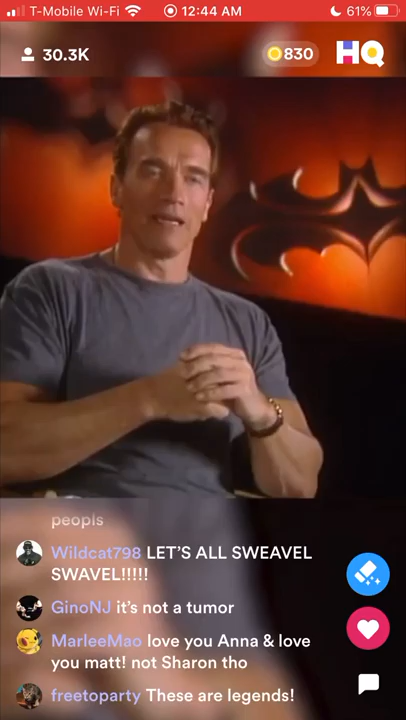 T-Mobile Wi-Fi 12:44 AM 61%
30.3K 830 HQ
peopls
Wildcat798 LET'S ALL SWEAVEL
SWAVEL!!!!!
GinoNJ it's not a tumor
MarleeMao love you Anna & love
you matt! not Sharon tho
freetoparty These are legends!